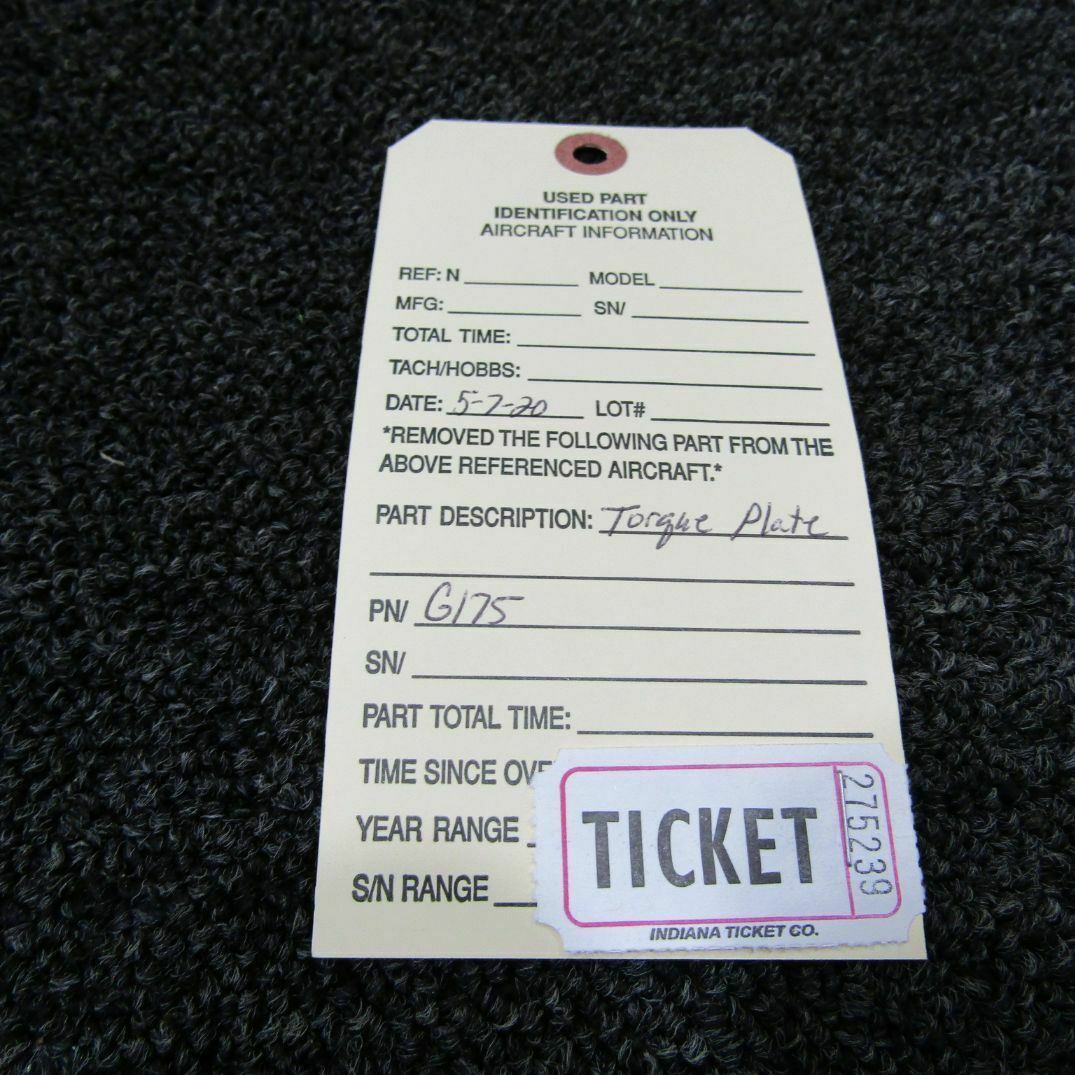 USED PART
IDENTIFICATION ONLY
AIRCRAFT INFORMATION
REF: N MODEL
MFG: SN/
TOTAL TIME:
TACH/HOBBS:
DATE: 5-7-20 LOT#
*REMOVED THE FOLLOWING PART FROM THE
ABOVE REFERENCED AIRCRAFT.*
PART DESCRIPTION: Torque Plate
PN/ G175
SN/
PART TOTAL TIME:
TIME SINCE OVE
YEAR RANGE
S/N RANGE
TICKET
275239
INDIANA TICKET CO.